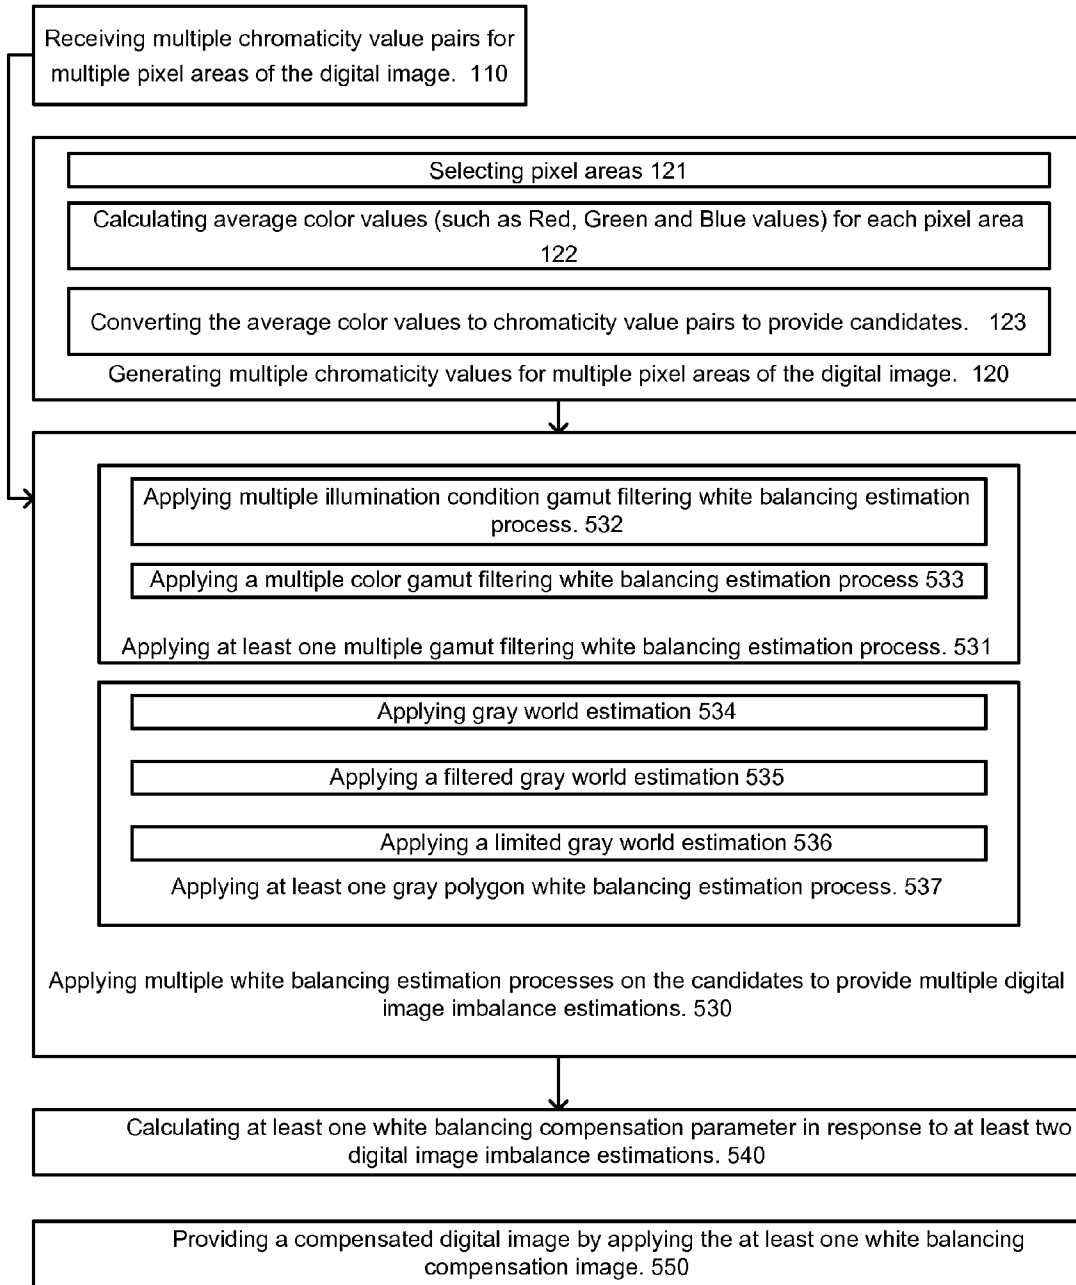 Receiving multiple chromaticity value pairs for
multiple pixel areas of the digital image. 110
Selecting pixel areas 121
Calculating average color values (such as Red, Green and Blue values) for each pixel area
122
Converting the average color values to chromaticity value pairs to provide candidates. 123
Generating multiple chromaticity values for multiple pixel areas of the digital image. 120
Applying multiple illumination condition gamut filtering white balancing estimation
process. 532
Applying a multiple color gamut filtering white balancing estimation process 533
Applying at least one multiple gamut filtering white balancing estimation process. 531
Applying gray world estimation 534
Applying a filtered gray world estimation 535
Applying a limited gray world estimation 536
Applying at least one gray polygon white balancing estimation process. 537
Applying multiple white balancing estimation processes on the candidates to provide multiple digital
image imbalance estimations. 530
Calculating at least one white balancing compensation parameter in response to at least two
digital image imbalance estimations. 540
Providing a compensated digital image by applying the at least one white balancing
compensation image. 550